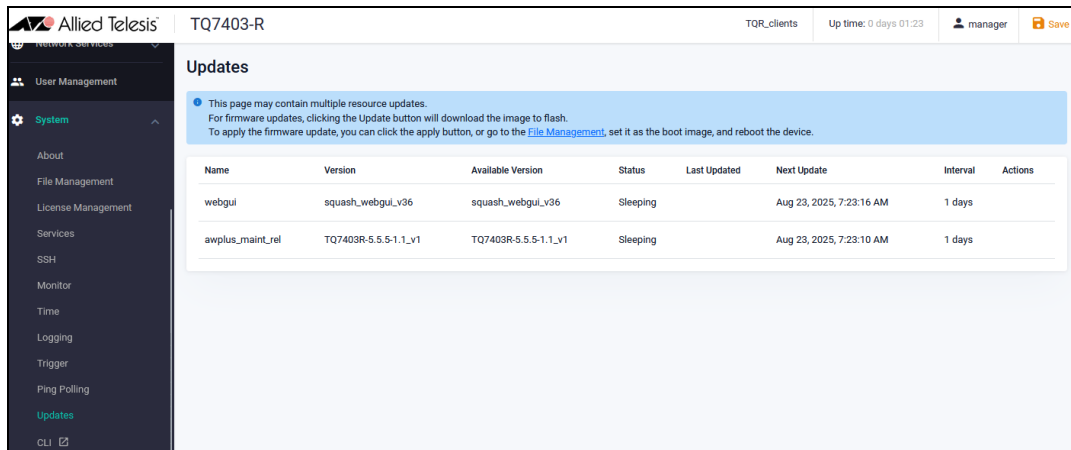 Allied Telesis
TQ7403-R
TQR_clients
Up time: 0 days 01:23
manager
Save
Network Services
User Management
System
About
File Management
License Management
Services
SSH
Monitor
Time
Logging
Trigger
Ping Polling
Updates
CLI
Updates
This page may contain multiple resource updates.
For firmware updates, clicking the Update button will download the image to flash.
To apply the firmware update, you can click the apply button, or go to the File Management, set it as the boot image, and reboot the device.
Name Version Available Version Status Last Updated Next Update Interval Actions
webgui squash_webgui_v36 squash_webgui_v36 Sleeping Aug 23, 2025, 7:23:16 AM 1 days
awplus_maint_rel TQ7403R-5.5.5-1.1_v1 TQ7403R-5.5.5-1.1_v1 Sleeping Aug 23, 2025, 7:23:10 AM 1 days